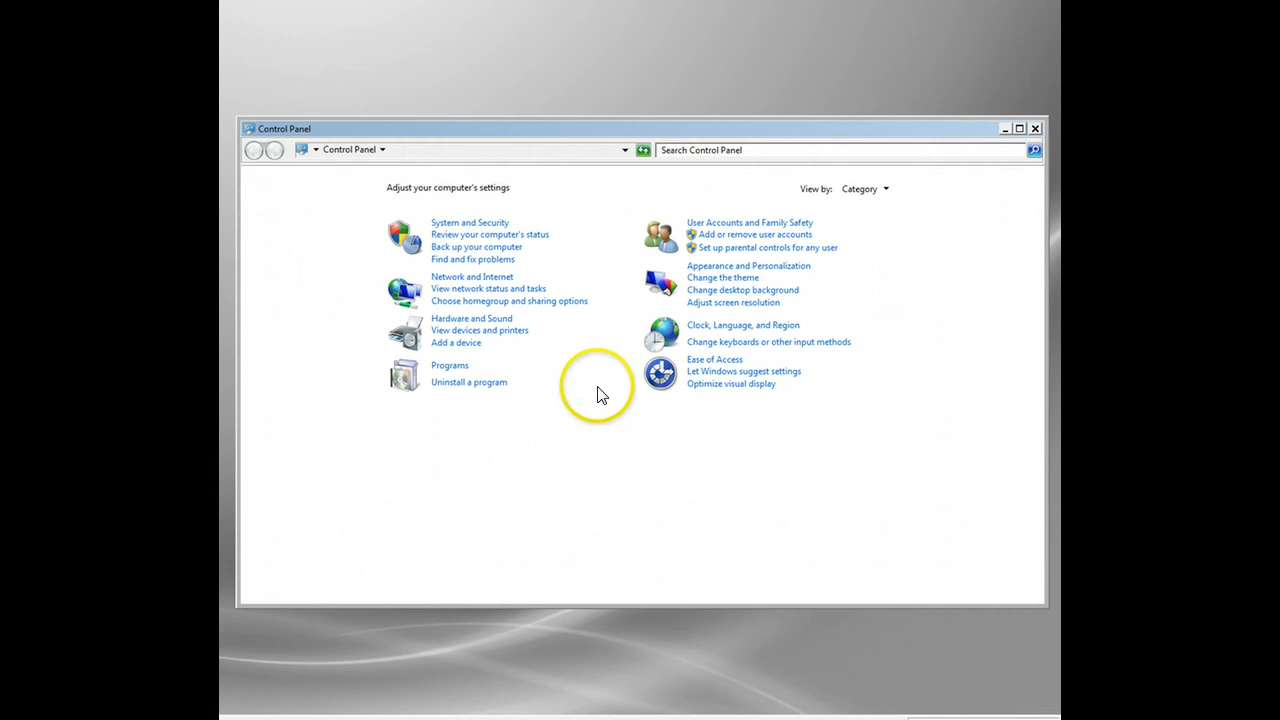 Control Panel
Control Panel
Search Control Panel
Adjust your computer's settings
View by: Category
System and Security
Review your computer's status
Back up your computer
Find and fix problems
Network and Internet
View network status and tasks
Choose homegroup and sharing options
Hardware and Sound
View devices and printers
Add a device
Programs
Uninstall a program
User Accounts and Family Safety
Add or remove user accounts
Set up parental controls for any user
Appearance and Personalization
Change the theme
Change desktop background
Adjust screen resolution
Clock, Language, and Region
Change keyboards or other input methods
Ease of Access
Let Windows suggest settings
Optimize visual display